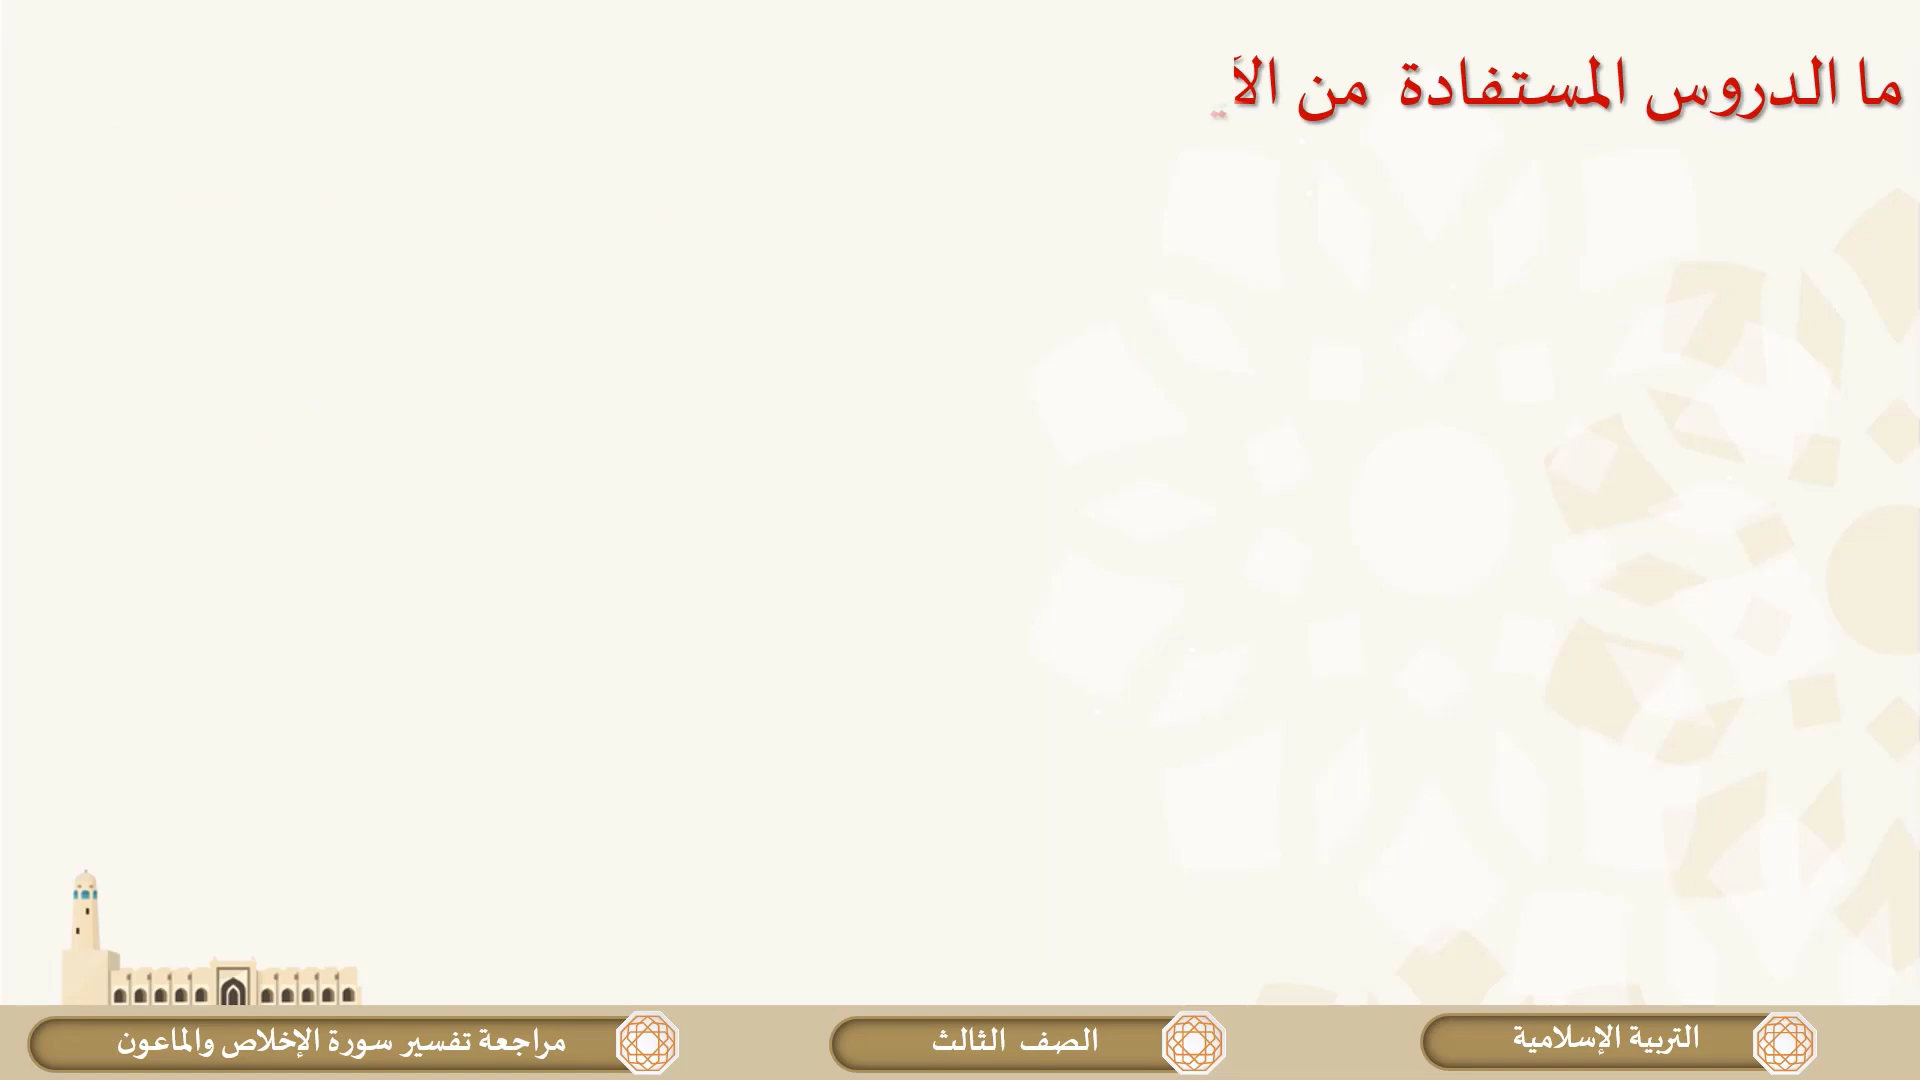 ما الدروس المستفادة من
التربية الإسلامية
الصف الثالث
مراجعة تفسير سورة الإخلاص والماعون